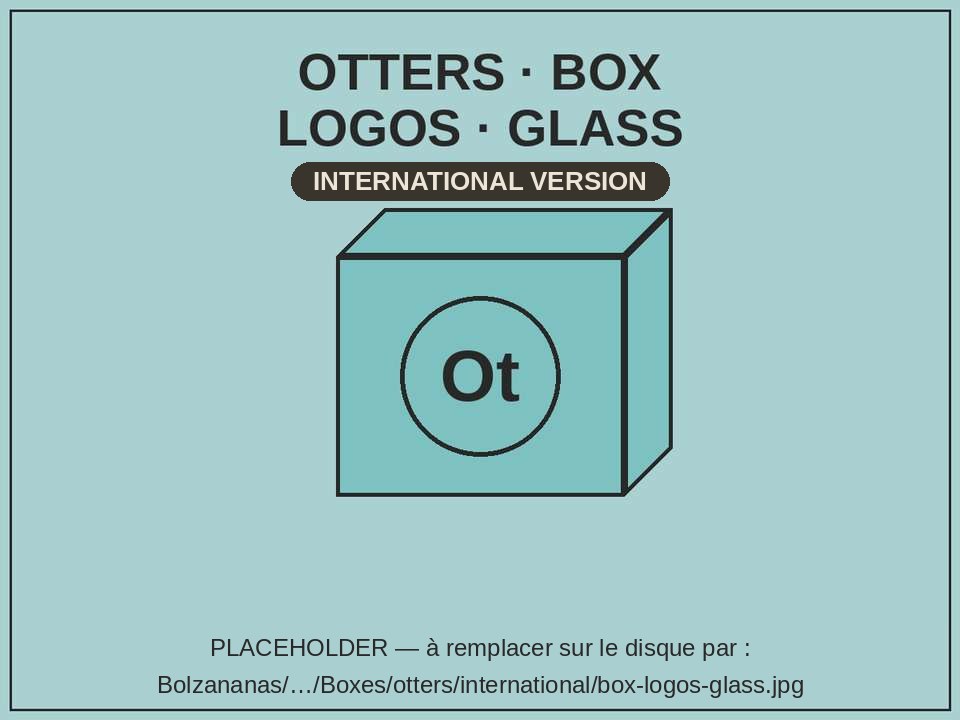 OTTERS · BOX
LOGOS · GLASS
INTERNATIONAL VERSION
Ot
PLACEHOLDER — à remplacer sur le disque par :
Bolzananas/…/Boxes/otters/international/box-logos-glass.jpg